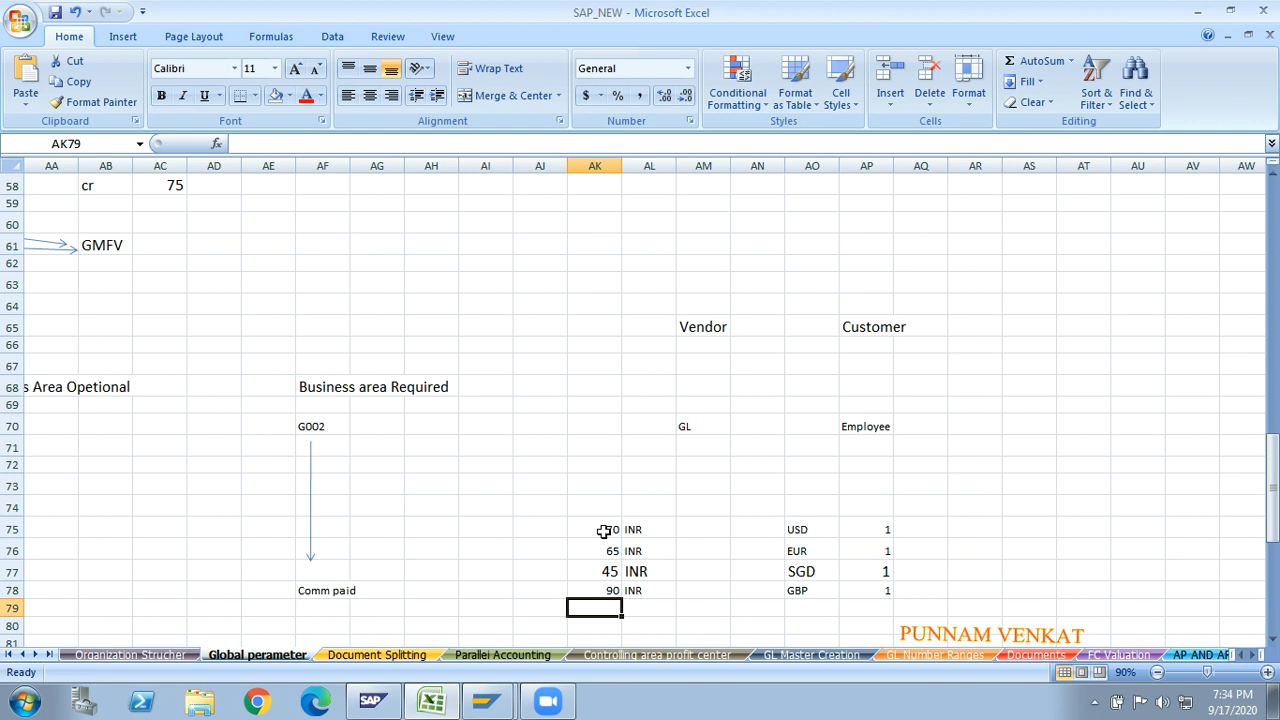 SAP_NEW - Microsoft Excel
Home Insert Page Layout Formulas Data Review View
Paste
Cut
Copy
Format Painter
Clipboard
Calibri 11
B I U
Font
Wrap Text
Merge & Center
Alignment
General
$ % ,
Number
Conditional Formatting
Format as Table
Cell Styles
Styles
Insert Delete Format
Cells
AutoSum
Fill
Clear
Sort & Filter
Find & Select
Editing
AK79
AA AB AC AD AE AF AG AH AI AJ AK AL AM AN AO AP AQ AR AS AT AU AV AW
58 cr 75
59
60
61 GMFV
62
63
64
65 Vendor Customer
66
67
68 s Area Opetional Business area Required
69
70 G002 GL Employee
71
72
73
74
75 70 INR USD 1
76 65 INR EUR 1
77 45 INR SGD 1
78 Comm paid 90 INR GBP 1
79
80
81
PUNNAM VENKAT
Organization Strucher Global perameter Document Splitting Parallel Accounting Controlling area profit center GL Master Creation GL Number Ranges Documents FC Valuation AP AND AR
Ready 90%
SAP
7:34 PM
9/17/2020